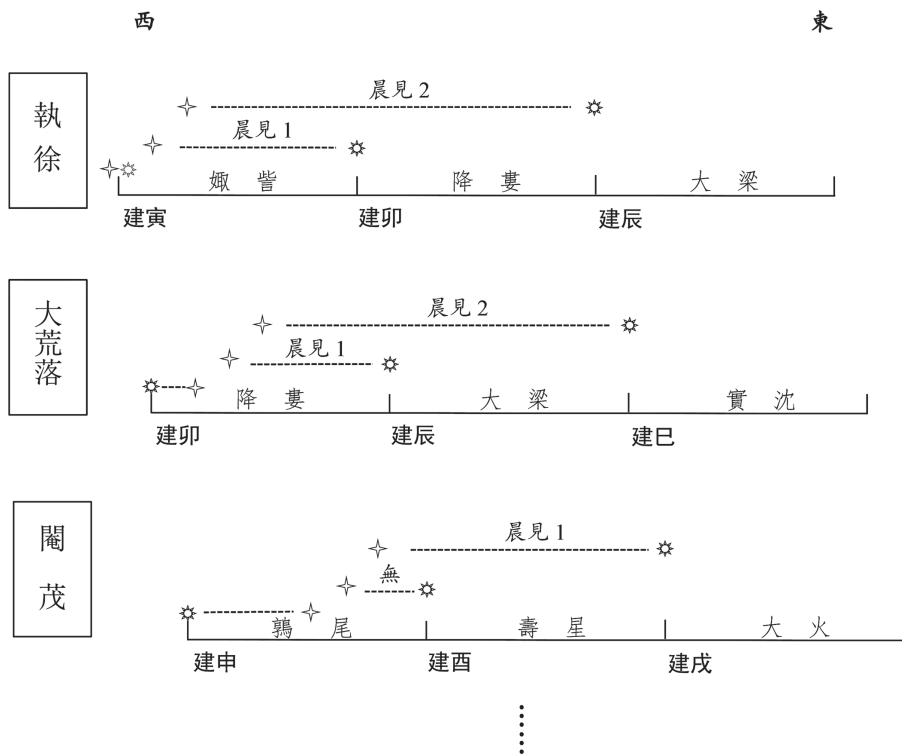 西 東
執徐
晨見 2
晨見 1
娵訾 降婁 大梁
建寅 建卯 建辰
大荒落
晨見 2
晨見 1
降婁 大梁 實沈
建卯 建辰 建巳
閹茂
晨見 1
無
鶉尾 壽星 大火
建申 建酉 建戌